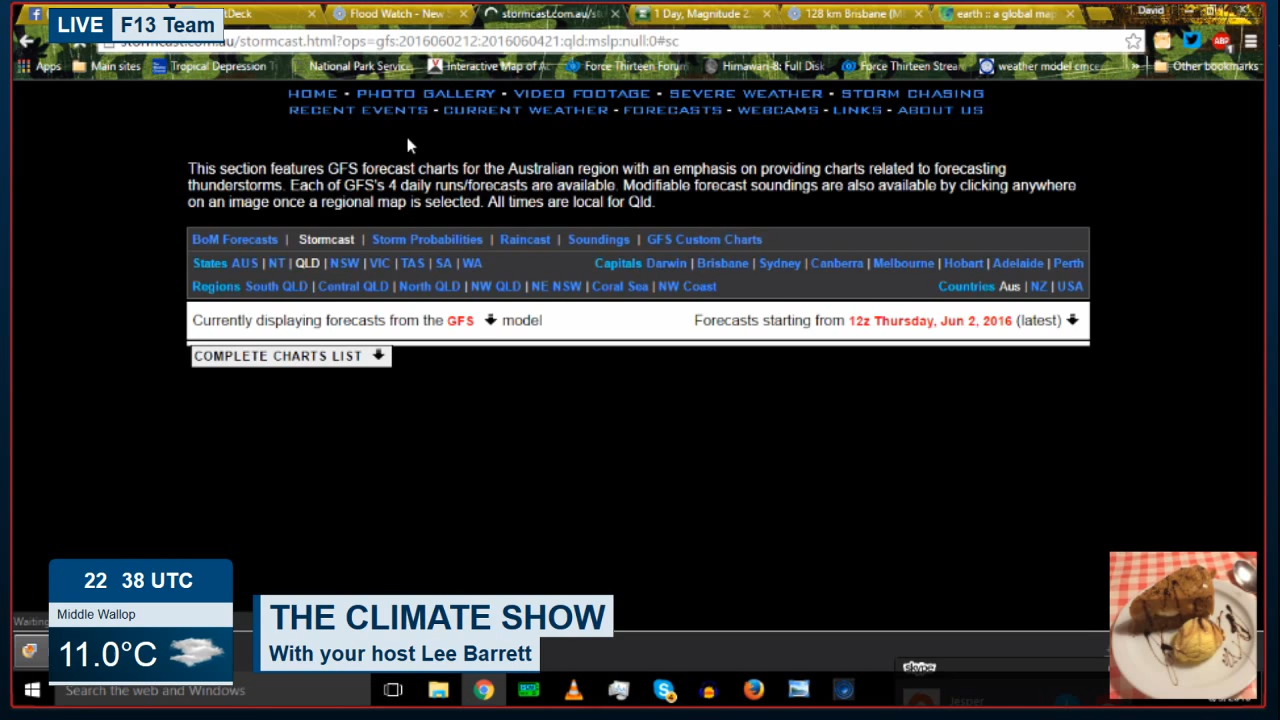 LIVE F13 Team
Deck
Flood Watch - New
stormcast.com.au/st
1 Day, Magnitude 2.
128 km Brisbane (M
earth :: a global ma
David
stormcast.com.au/stormcast.html?ops=gfs:2016060212:2016060421:qld:mslp:null:0#sc
Apps
Main sites
Tropical Depression
National Park Service
Interactive Map of Ac
Force Thirteen Forum
Himawari-8: Full Disk
Force Thirteen Strea
weather model cmce
»
Other bookmarks
HOME - PHOTO GALLERY - VIDEO FOOTAGE - SEVERE WEATHER - STORM CHASING
RECENT EVENTS - CURRENT WEATHER - FORECASTS - WEBCAMS - LINKS - ABOUT US
This section features GFS forecast charts for the Australian region with an emphasis on providing charts related to forecasting
thunderstorms. Each of GFS's 4 daily runs/forecasts are available. Modifiable forecast soundings are also available by clicking anywhere
on an image once a regional map is selected. All times are local for Qld.
BoM Forecasts | Stormcast | Storm Probabilities | Raincast | Soundings | GFS Custom Charts
States AUS | NT | QLD | NSW | VIC | TAS | SA | WA
Capitals Darwin | Brisbane | Sydney | Canberra | Melbourne | Hobart | Adelaide | Perth
Regions South QLD | Central QLD | North QLD | NW QLD | NE NSW | Coral Sea | NW Coast
Countries Aus | NZ | USA
Currently displaying forecasts from the GFS model
Forecasts starting from 12z Thursday, Jun 2, 2016 (latest)
COMPLETE CHARTS LIST
22 38 UTC
Middle Wallop
11.0°C
THE CLIMATE SHOW
With your host Lee Barrett
Waiting
skype
Jesper
Search the web and Windows